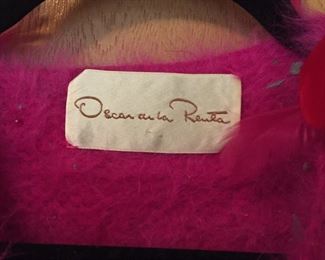 Oscar de la Renta